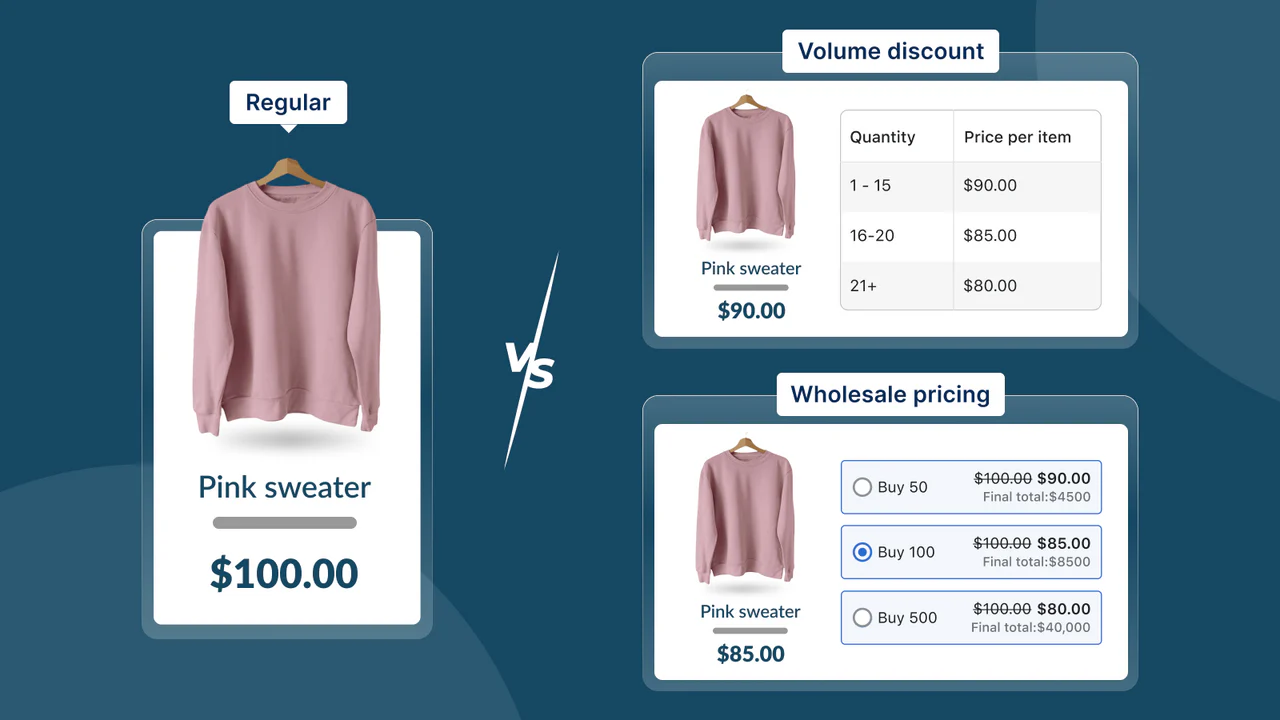 Regular
Pink sweater
$100.00
VS
Volume discount
Pink sweater
$90.00
Quantity Price per item
1 - 15 $90.00
16-20 $85.00
21+ $80.00
Wholesale pricing
Pink sweater
$85.00
Buy 50 $100.00 $90.00
Final total:$4500
Buy 100 $100.00 $85.00
Final total:$8500
Buy 500 $100.00 $80.00
Final total:$40,000